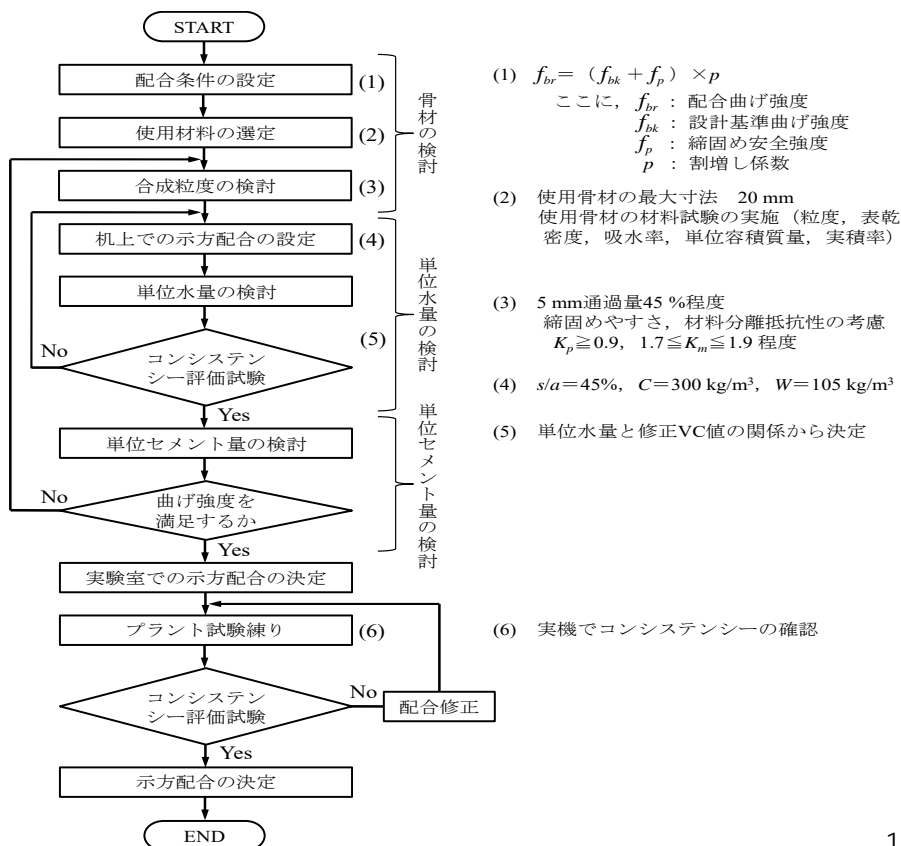 START
配合条件の設定
(1)
使用材料の選定
(2)
合成粒度の検討
(3)
骨材の検討
机上での示方配合の設定
(4)
単位水量の検討
コンシステン
シー評価試験
(5)
No
Yes
単位水量の検討
単位セメント量の検討
曲げ強度を
満足するか
No
Yes
単位セメント量の検討
実験室での示方配合の決定
プラント試験練り
(6)
コンシステン
シー評価試験
No
配合修正
Yes
示方配合の決定
END
(1) fbr＝（fbk＋fp）×p
ここに，fbr：配合曲げ強度
fbk：設計基準曲げ強度
fp：締固め安全強度
p：割増し係数
(2) 使用骨材の最大寸法 20 mm
使用骨材の材料試験の実施（粒度，表乾
密度，吸水率，単位容積質量，実積率）
(3) 5 mm通過量45 %程度
締固めやすさ，材料分離抵抗性の考慮
Kp≧0.9，1.7≦Km≦1.9 程度
(4) s/a＝45%，C＝300 kg/m³，W＝105 kg/m³
(5) 単位水量と修正VC値の関係から決定
(6) 実機でコンシステンシーの確認
1